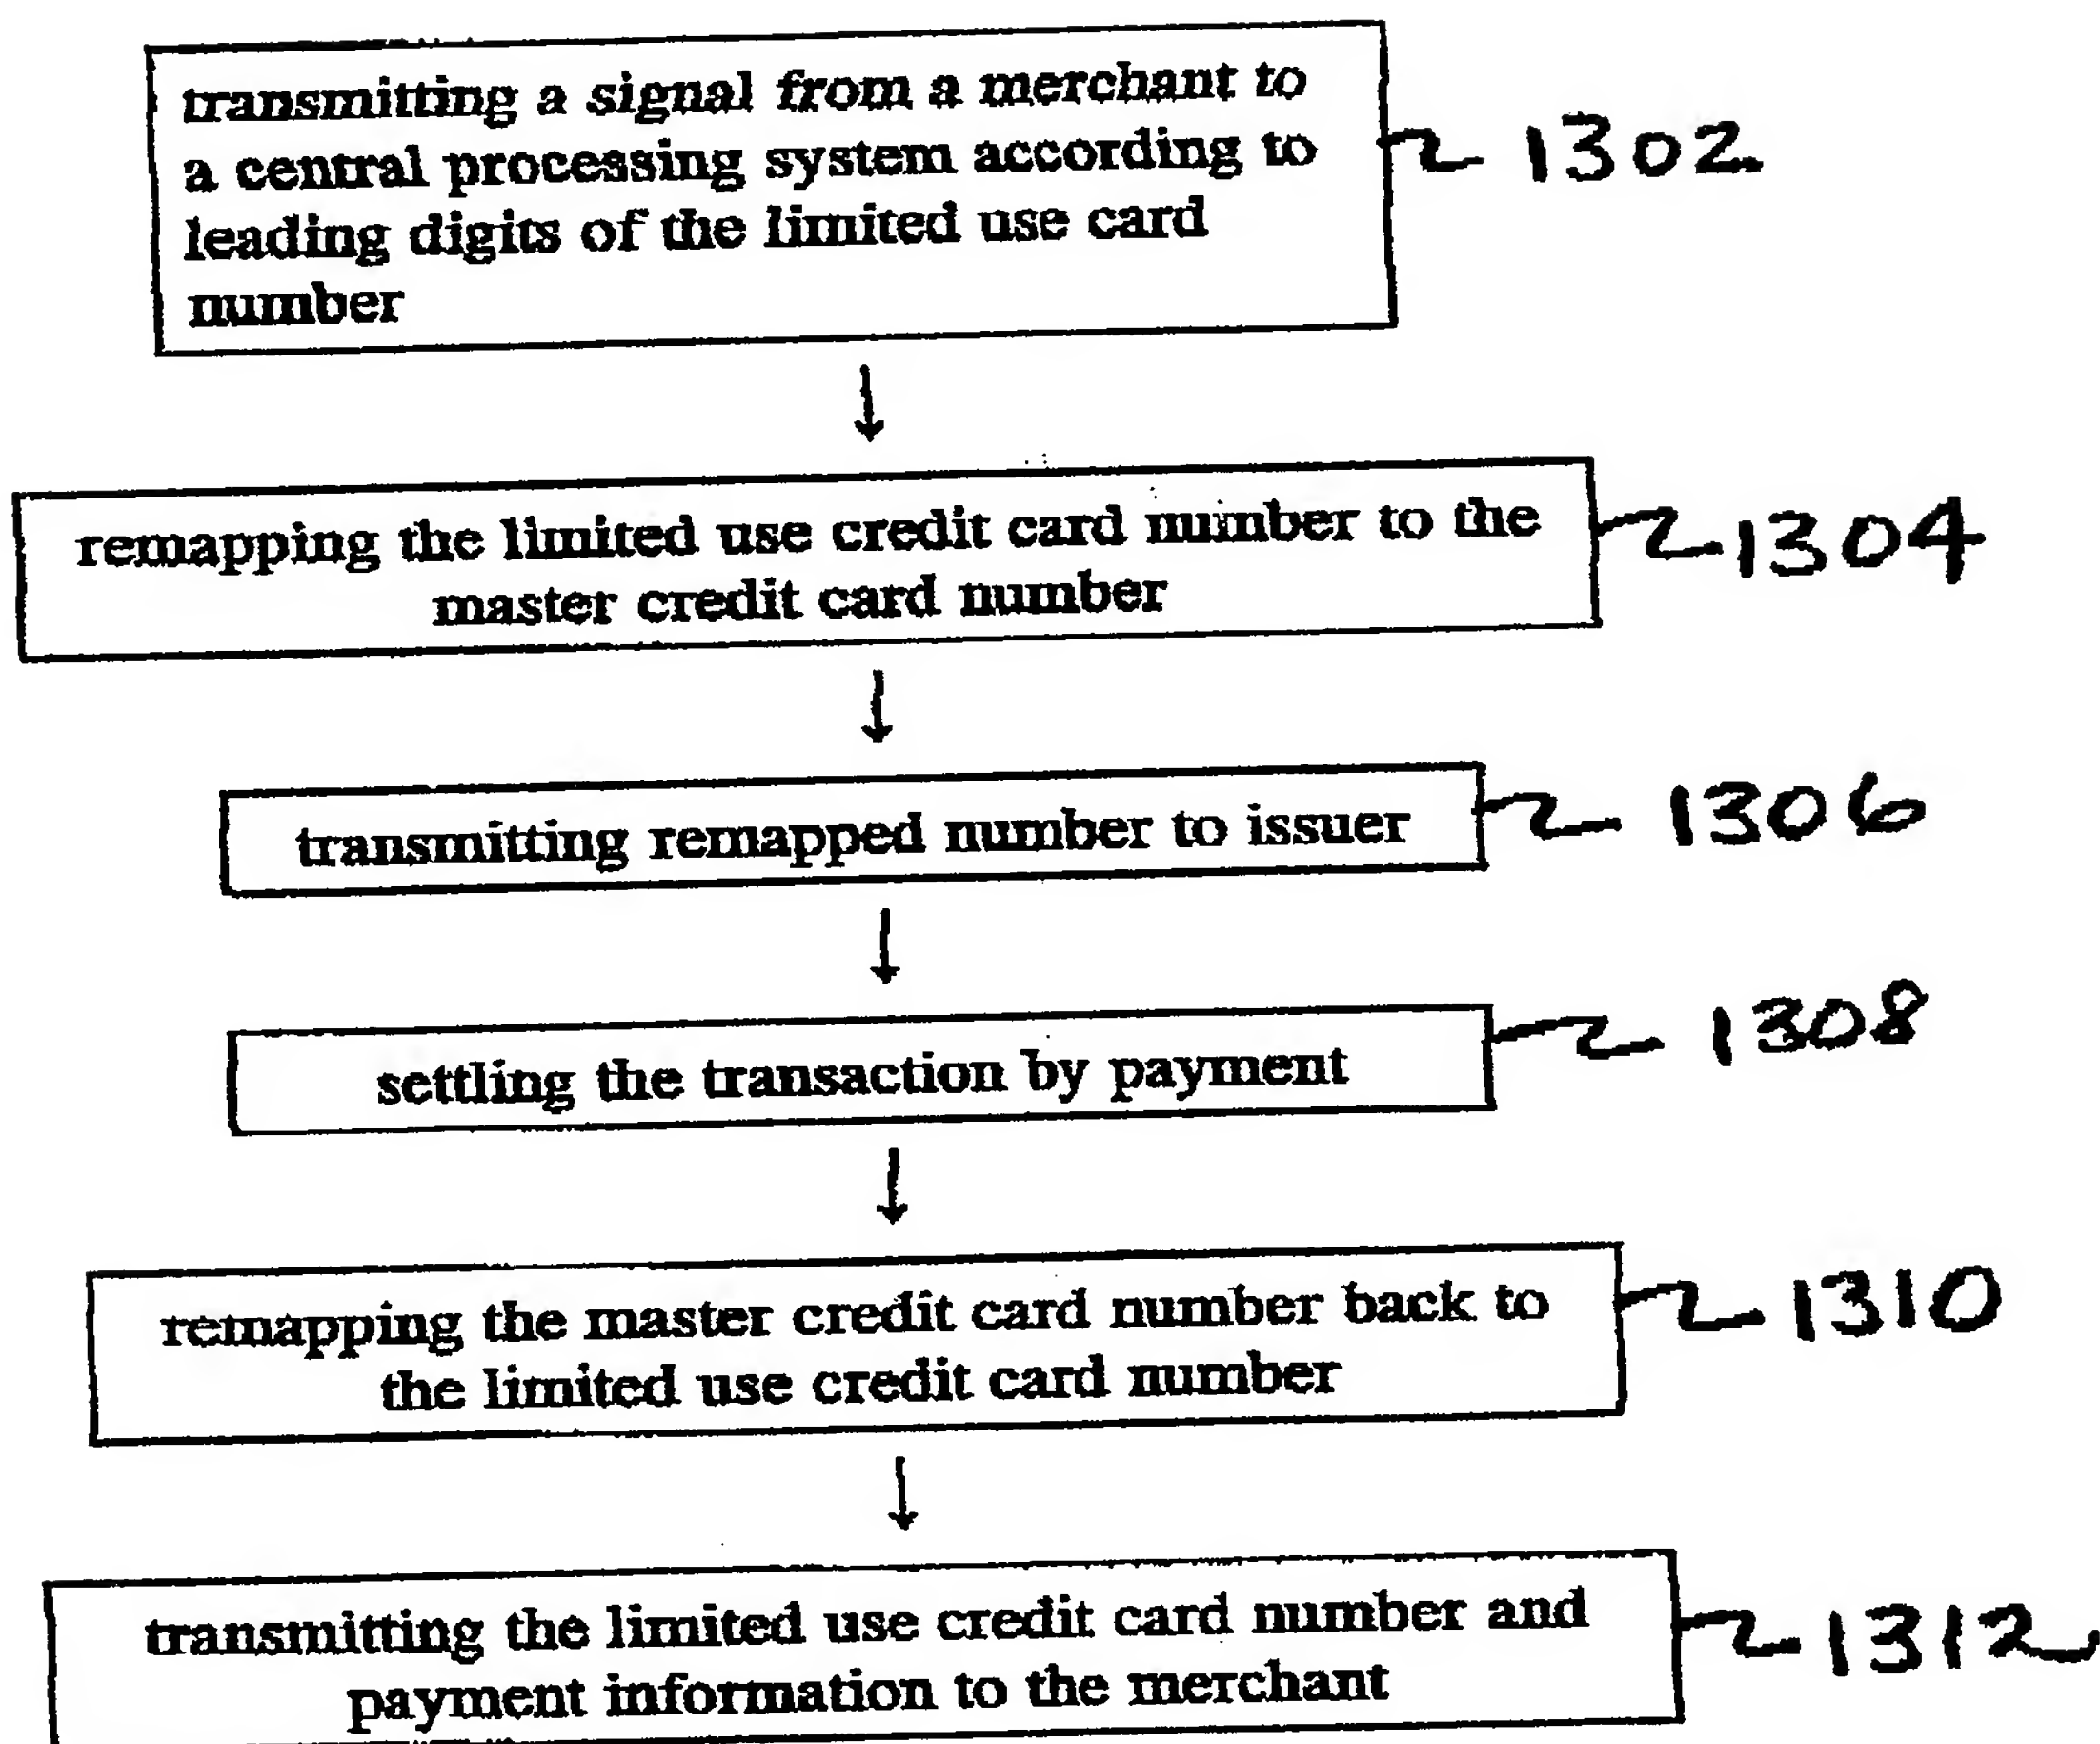 transmitting a signal from a merchant to
a central processing system according to
leading digits of the limited use card
number
1302
remapping the limited use credit card number to the
master credit card number
1304
transmitting remapped number to issuer
1306
settling the transaction by payment
1308
remapping the master credit card number back to
the limited use credit card number
1310
transmitting the limited use credit card number and
payment information to the merchant
1312